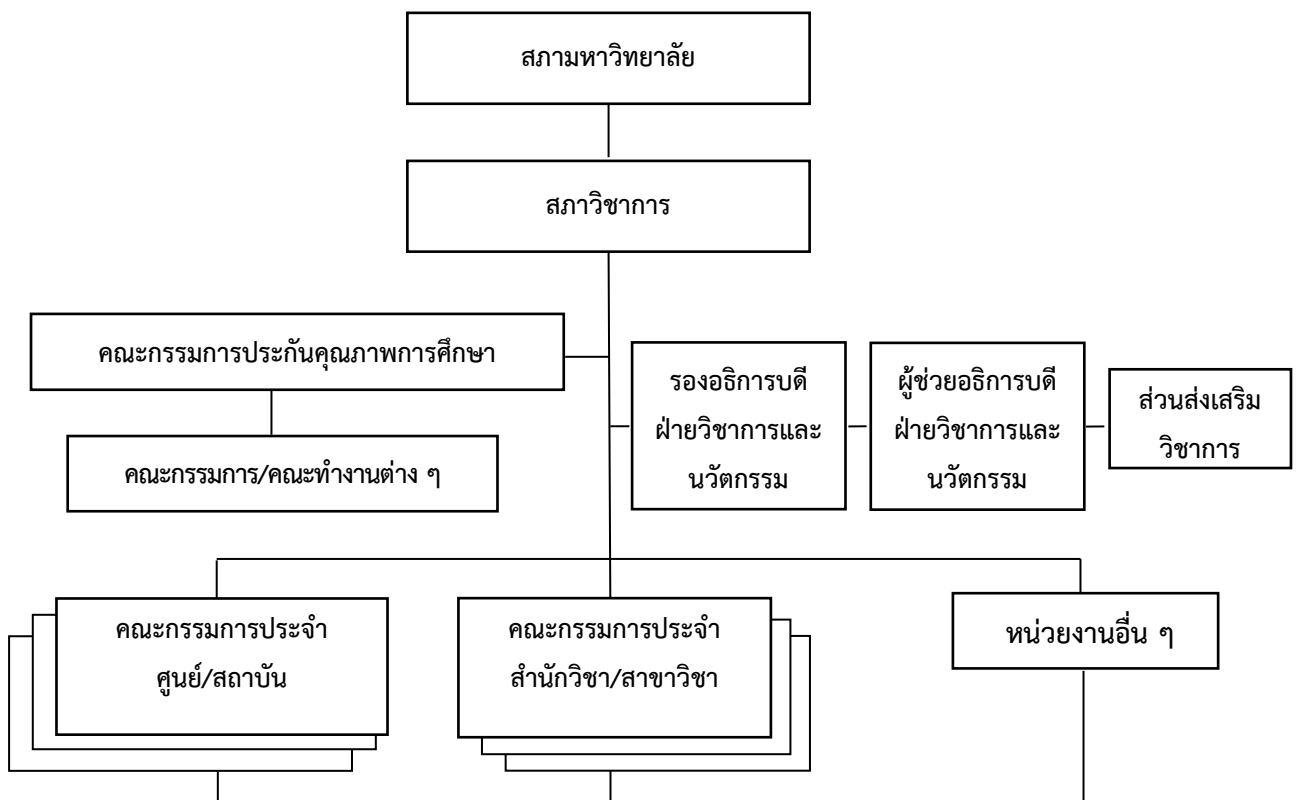 สภามหาวิทยาลัย
สภาวิชาการ
คณะกรรมการประกันคุณภาพการศึกษา
คณะกรรมการ/คณะทำงานต่าง ๆ
รองอธิการบดี
ฝ่ายวิชาการและ
นวัตกรรม
ผู้ช่วยอธิการบดี
ฝ่ายวิชาการและ
นวัตกรรม
ส่วนส่งเสริม
วิชาการ
คณะกรรมการประจำ
ศูนย์/สถาบัน
คณะกรรมการประจำ
สำนักวิชา/สาขาวิชา
หน่วยงานอื่น ๆ